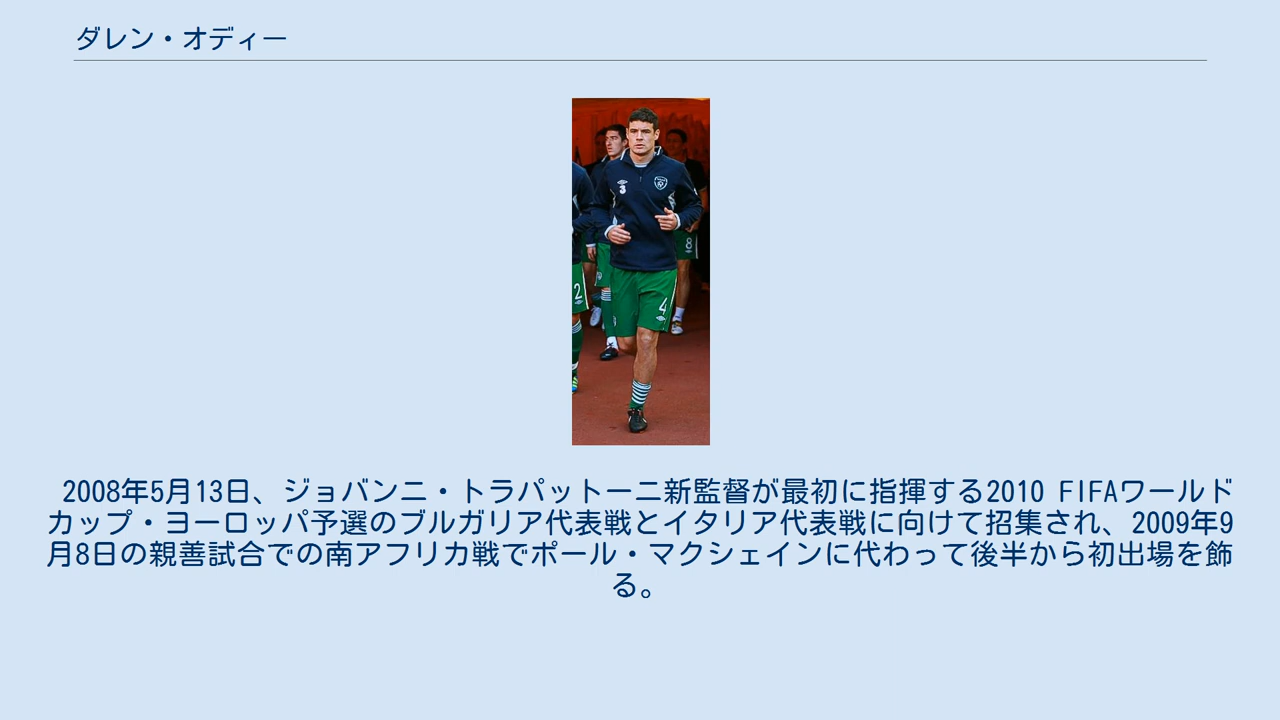 ダレン・オディー
3
2
4
8
2008年5月13日、ジョバンニ・トラパットーニ新監督が最初に指揮する2010 FIFAワールド
カップ・ヨーロッパ予選のブルガリア代表戦とイタリア代表戦に向けて招集され、2009年9
月8日の親善試合での南アフリカ戦でポール・マクシェインに代わって後半から初出場を飾
る。